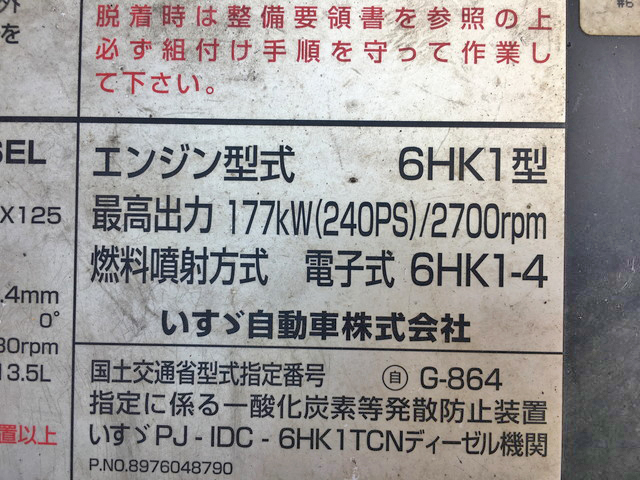 外
を
脱着時は整備要領書を参照の上
必ず組付け手順を守って作業し
て下さい。
SEL
X125
.4mm
0°
30rpm
13.5L
置以上
エンジン型式 6HK1型
最高出力 177kW(240PS)/2700rpm
燃料噴射方式 電子式 6HK1-4
いすゞ自動車株式会社
国土交通省型式指定番号 自 G-864
指定に係る一酸化炭素等発散防止装置
いすゞPJ - IDC - 6HK1TCNディーゼル機関
P.NO.8976048790